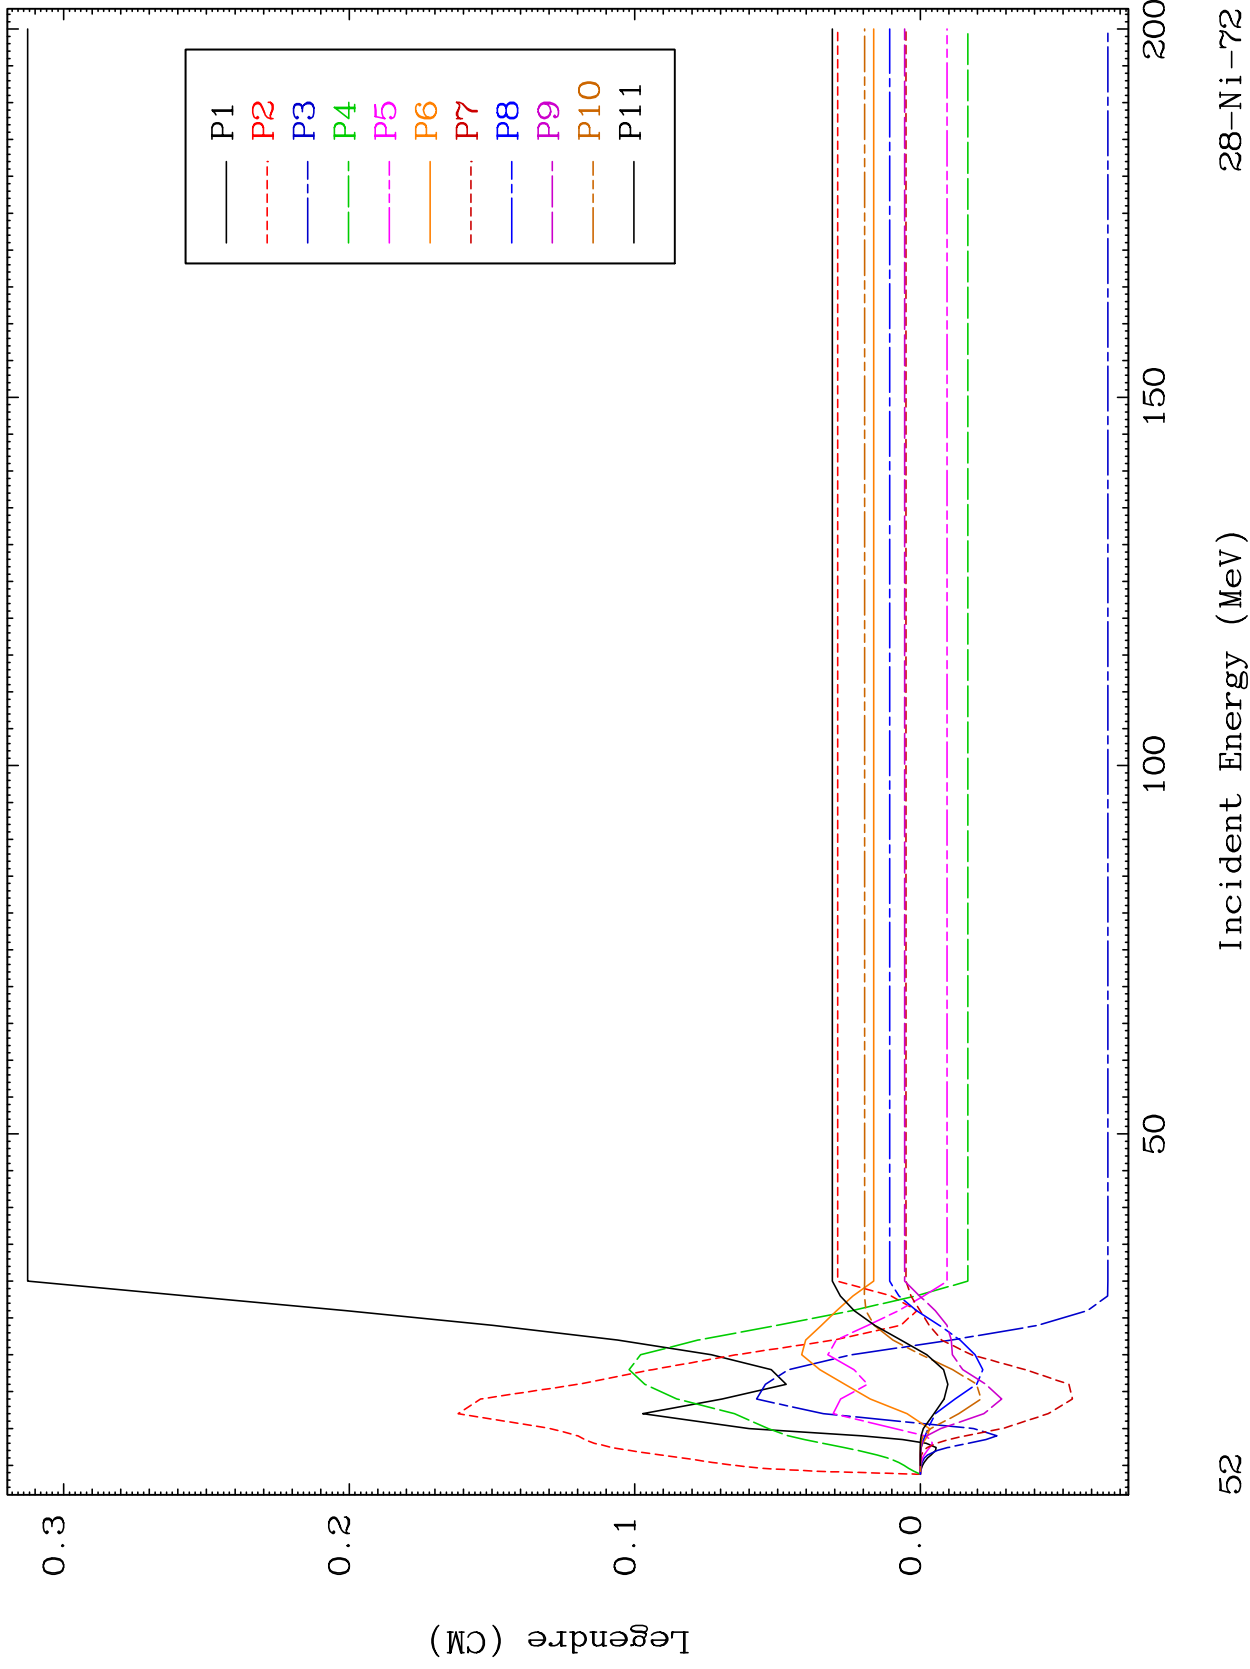 P1
P2
P3
P4
P5
P6
P7
P8
P9
P10
P11
0.3
0.2
0.1
0.0
Legendre (CM)
50
100
150
200
Incident Energy (MeV)
52
28-Ni-72